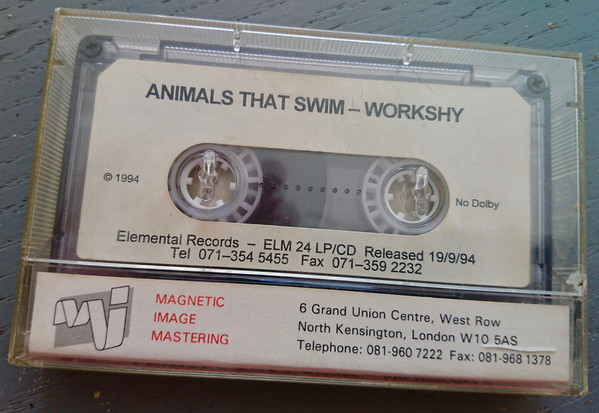 ANIMALS THAT SWIM – WORKSHY
© 1994
No Dolby
Elemental Records – ELM 24 LP/CD Released 19/9/94
Tel 071–354 5455 Fax 071–359 2232
MAGNETIC
IMAGE
MASTERING
6 Grand Union Centre, West Row
North Kensington, London W10 5AS
Telephone: 081-960 7222 Fax: 081-968 1378